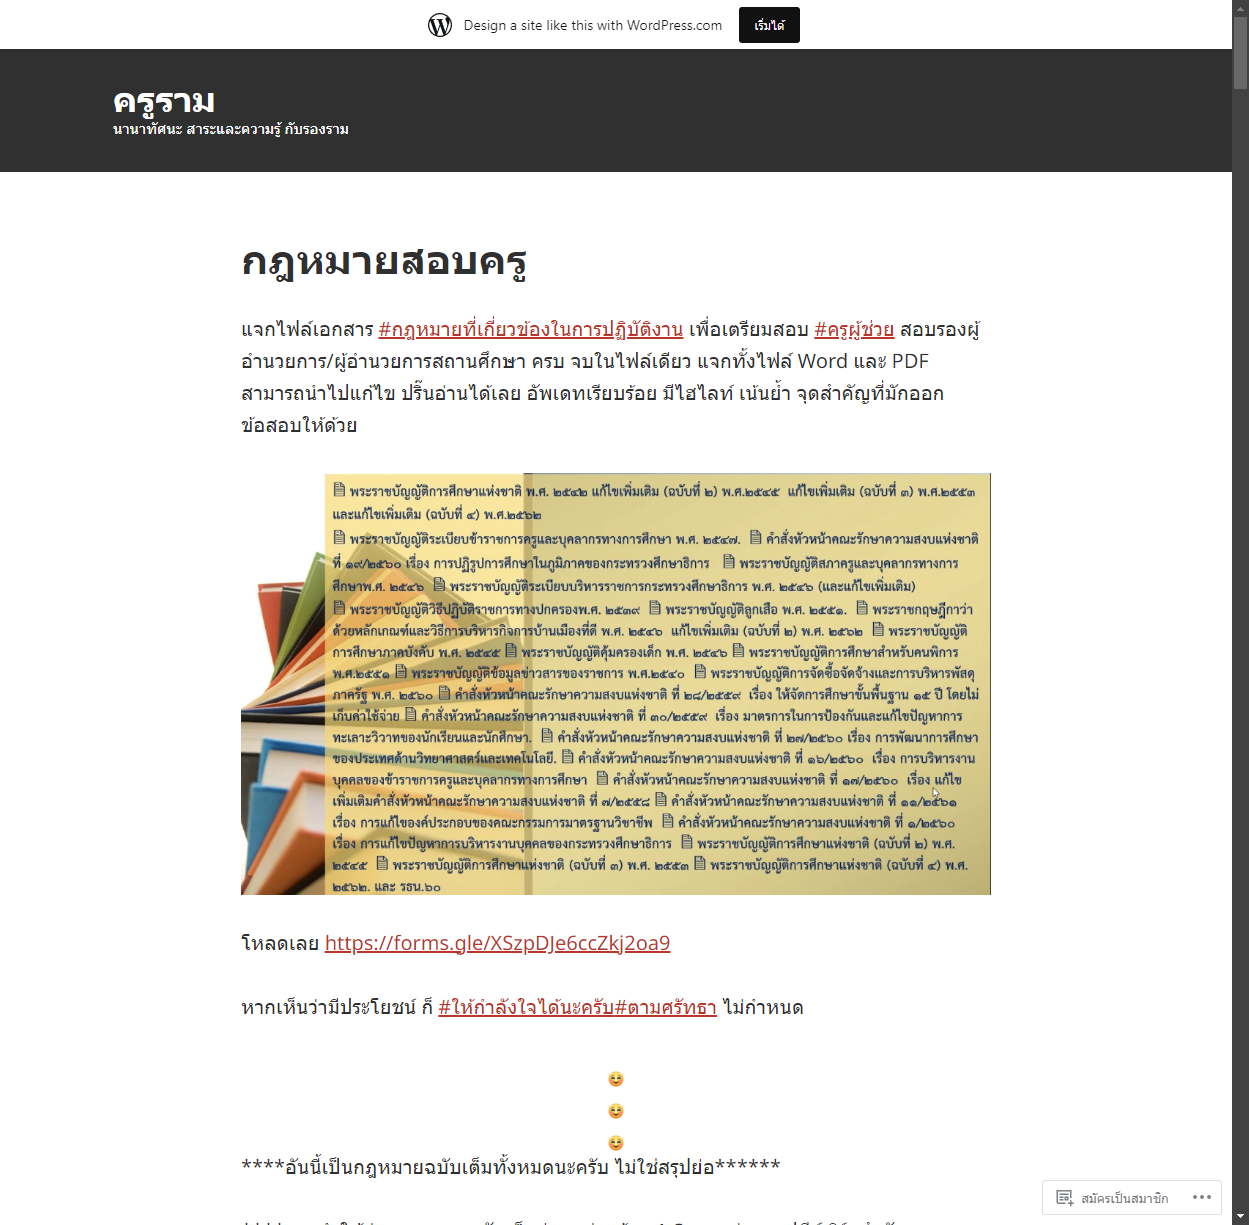 Design a site like this with WordPress.com
เริ่มได้
ครูราม
นานาทัศนะ สาระและความรู้ กับรองราม
กฎหมายสอบครู
แจกไฟล์เอกสาร #กฎหมายที่เกี่ยวข้องในการปฏิบัติงาน เพื่อเตรียมสอบ #ครูผู้ช่วย สอบรองผู้
อำนวยการ/ผู้อำนวยการสถานศึกษา ครบ จบในไฟล์เดียว แจกทั้งไฟล์ Word และ PDF
สามารถนำไปแก้ไข ปริ๊นอ่านได้เลย อัพเดทเรียบร้อย มีไฮไลท์ เน้นย้ำ จุดสำคัญที่มักออก
ข้อสอบให้ด้วย
พระราชบัญญัติการศึกษาแห่งชาติ พ.ศ. ๒๕๔๒ แก้ไขเพิ่มเติม (ฉบับที่ ๒) พ.ศ.๒๕๔๕ แก้ไขเพิ่มเติม (ฉบับที่ ๓) พ.ศ.๒๕๕๓
และแก้ไขเพิ่มเติม (ฉบับที่ ๔) พ.ศ.๒๕๖๒
พระราชบัญญัติระเบียบข้าราชการครูและบุคลากรทางการศึกษา พ.ศ. ๒๕๔๗. คำสั่งหัวหน้าคณะรักษาความสงบแห่งชาติ
ที่ ๑๙/๒๕๖๐ เรื่อง การปฏิรูปการศึกษาในภูมิภาคของกระทรวงศึกษาธิการ พระราชบัญญัติสภาครูและบุคลากรทางการ
ศึกษาพ.ศ. ๒๕๔๖ พระราชบัญญัติระเบียบบริหารราชการกระทรวงศึกษาธิการ พ.ศ. ๒๕๔๖ (และแก้ไขเพิ่มเติม)
พระราชบัญญัติวิธีปฏิบัติราชการทางปกครองพ.ศ. ๒๕๓๙ พระราชบัญญัติลูกเสือ พ.ศ. ๒๕๕๑. พระราชกฤษฎีกาว่า
ด้วยหลักเกณฑ์และวิธีการบริหารกิจการบ้านเมืองที่ดี พ.ศ. ๒๕๔๖ แก้ไขเพิ่มเติม (ฉบับที่ ๒) พ.ศ. ๒๕๖๒ พระราชบัญญัติ
การศึกษาภาคบังคับ พ.ศ. ๒๕๔๕ พระราชบัญญัติคุ้มครองเด็ก พ.ศ. ๒๕๔๖ พระราชบัญญัติการศึกษาสำหรับคนพิการ
พ.ศ.๒๕๕๑ พระราชบัญญัติข้อมูลข่าวสารของราชการ พ.ศ.๒๕๔๐ พระราชบัญญัติการจัดซื้อจัดจ้างและการบริหารพัสดุ
ภาครัฐ พ.ศ. ๒๕๖๐ คำสั่งหัวหน้าคณะรักษาความสงบแห่งชาติ ที่ ๒๘/๒๕๕๙ เรื่อง ให้จัดการศึกษาขั้นพื้นฐาน ๑๕ ปี โดยไม่
เก็บค่าใช้จ่าย คำสั่งหัวหน้าคณะรักษาความสงบแห่งชาติ ที่ ๓๐/๒๕๕๙ เรื่อง มาตรการในการป้องกันและแก้ไขปัญหาการ
ทะเลาะวิวาทของนักเรียนและนักศึกษา. คำสั่งหัวหน้าคณะรักษาความสงบแห่งชาติ ที่ ๒๗/๒๕๖๐ เรื่อง การพัฒนาการศึกษา
ของประเทศด้านวิทยาศาสตร์และเทคโนโลยี. คำสั่งหัวหน้าคณะรักษาความสงบแห่งชาติ ที่ ๑๖/๒๕๖๐ เรื่อง การบริหารงาน
บุคคลของข้าราชการครูและบุคลากรทางการศึกษา คำสั่งหัวหน้าคณะรักษาความสงบแห่งชาติ ที่ ๑๗/๒๕๖๐ เรื่อง แก้ไข
เพิ่มเติมคำสั่งหัวหน้าคณะรักษาความสงบแห่งชาติ ที่ ๗/๒๕๕๘ คำสั่งหัวหน้าคณะรักษาความสงบแห่งชาติ ที่ ๑๑/๒๕๖๑
เรื่อง การแก้ไของค์ประกอบของคณะกรรมการมาตรฐานวิชาชีพ คำสั่งหัวหน้าคณะรักษาความสงบแห่งชาติ ที่ ๑/๒๕๖๐
เรื่อง การแก้ไขปัญหาการบริหารงานบุคคลของกระทรวงศึกษาธิการ พระราชบัญญัติการศึกษาแห่งชาติ (ฉบับที่ ๒) พ.ศ.
๒๕๔๕ พระราชบัญญัติการศึกษาแห่งชาติ (ฉบับที่ ๓) พ.ศ. ๒๕๕๓ พระราชบัญญัติการศึกษาแห่งชาติ (ฉบับที่ ๔) พ.ศ.
๒๕๖๒. และ รธน.๖๐
โหลดเลย https://forms.gle/XSzpDJe6ccZkj2oa9
หากเห็นว่ามีประโยชน์ ก็ #ให้กำลังใจได้นะครับ#ตามศรัทธา ไม่กำหนด
****อันนี้เป็นกฎหมายฉบับเต็มทั้งหมดนะครับ ไม่ใช่สรุปย่อ******
สมัครเป็นสมาชิก